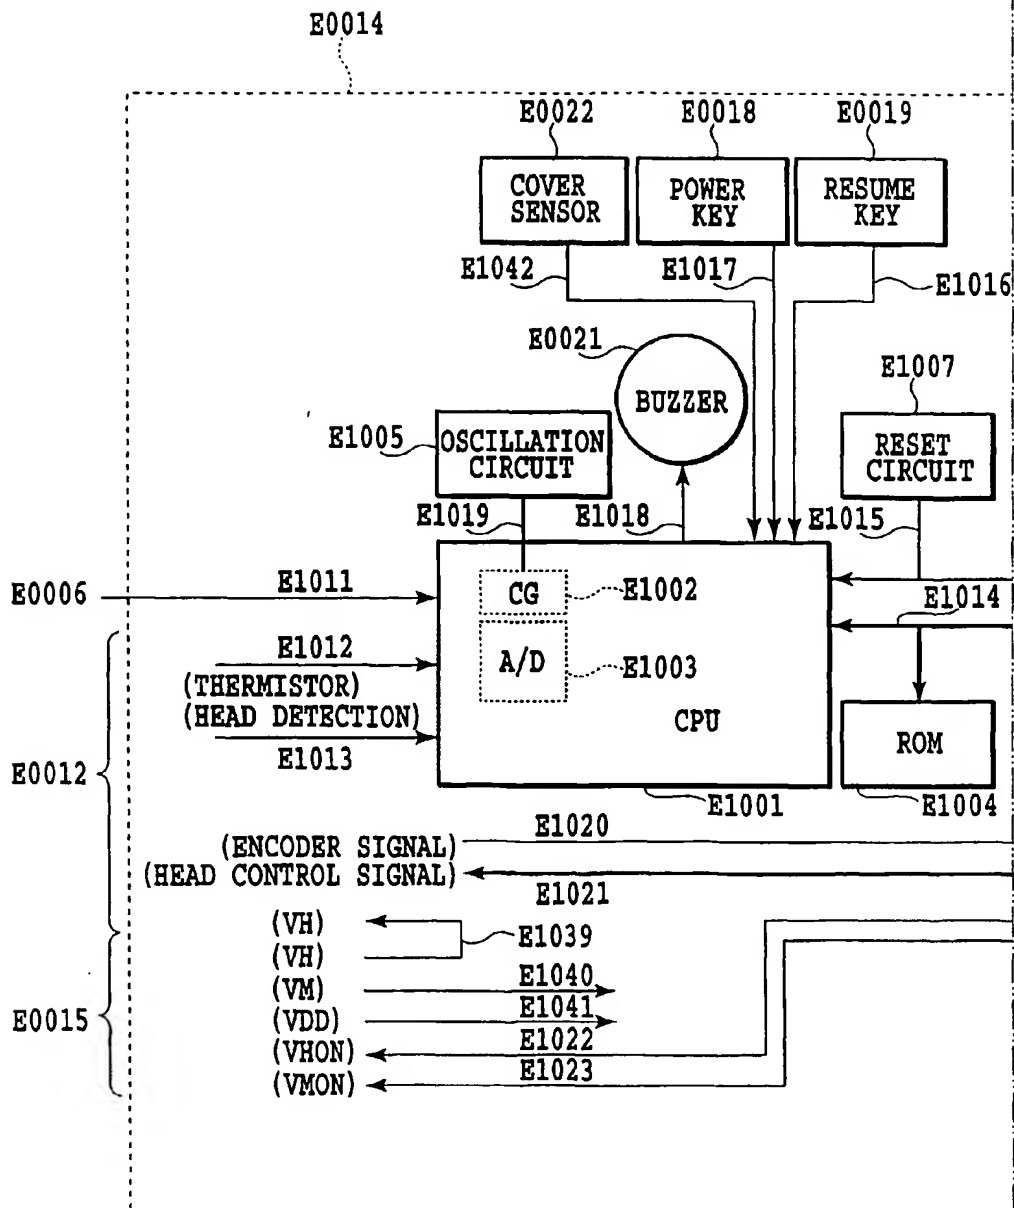 E0014
E0022 E0018 E0019
COVER SENSOR
POWER KEY
RESUME KEY
E1042 E1017 E1016
E0021
BUZZER
E1007
RESET CIRCUIT
E1005
OSCILLATION CIRCUIT
E1019 E1018 E1015
E0006
E1011
CG
E1002
E1014
E1012
A/D
E1003
(THERMISTOR)
(HEAD DETECTION)
CPU
ROM
E1013
E0012
E1001
E1004
E1020
(ENCODER SIGNAL)
(HEAD CONTROL SIGNAL)
E1021
(VH)
E1039
(VH)
E1040
(VM)
E1041
E0015
(VDD)
E1022
(VHON)
E1023
(VMON)